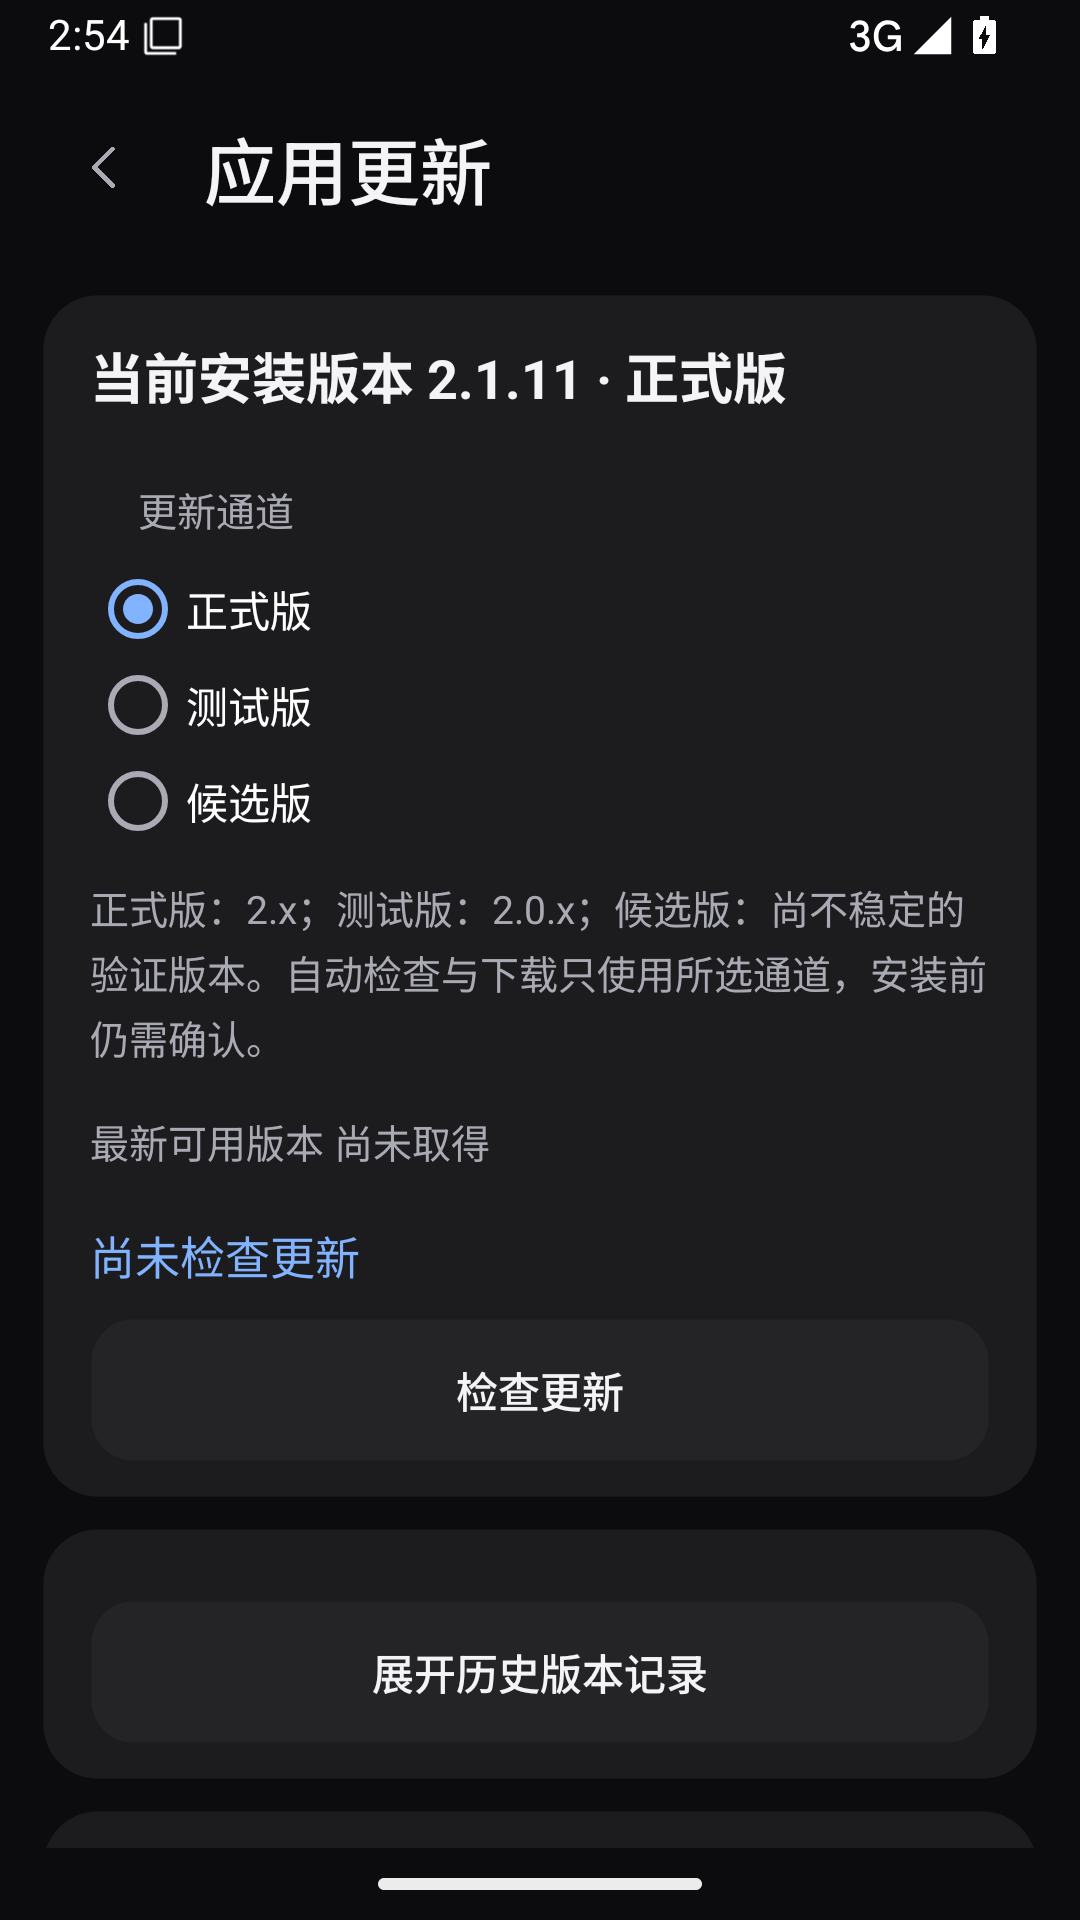 2:54
3G
应用更新
当前安装版本 2.1.11 · 正式版
更新通道
正式版
测试版
候选版
正式版：2.x；测试版：2.0.x；候选版：尚不稳定的
验证版本。自动检查与下载只使用所选通道，安装前
仍需确认。
最新可用版本 尚未取得
尚未检查更新
检查更新
展开历史版本记录